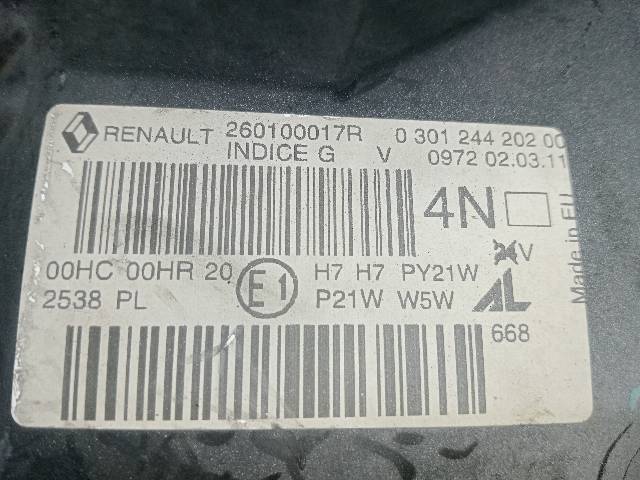 RENAULT 260100017R 0 301 244 202 00
INDICE G V 0972 02.03.11
4N
24V
Made in EU
00HC 00HR 20 E1 H7 H7 PY21W
2538 PL P21W W5W AL
668